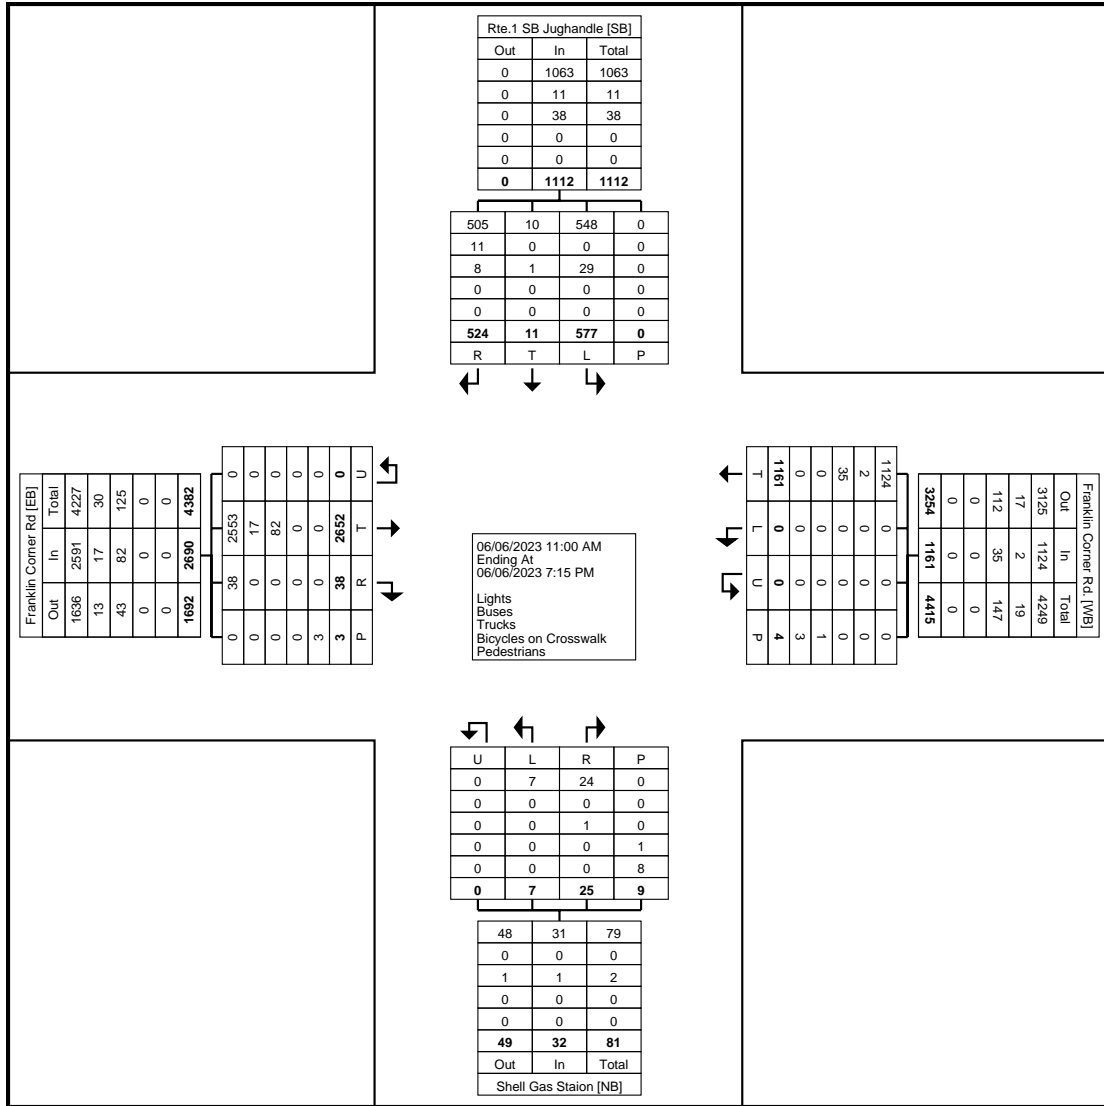 Rte.1 SB Jughandle [SB]
Out In Total
0 1063 1063
0 11 11
0 38 38
0 0 0
0 0 0
0 1112 1112
505 10 548 0
11 0 0 0
8 1 29 0
0 0 0 0
0 0 0 0
524 11 577 0
R T L P
Franklin Corner Rd [EB]
Total In Out
4227 2591 1636
30 17 13
125 82 43
0 0 0
0 0 0
4382 2690 1692
0 2553 38 0
0 17 0 0
0 82 0 0
0 0 0 0
0 0 0 3
0 2652 38 3
U T R P
06/06/2023 11:00 AM
Ending At
06/06/2023 7:15 PM
Lights
Buses
Trucks
Bicycles on Crosswalk
Pedestrians
Franklin Corner Rd. [WB]
Out In Total
3125 1124 4249
17 2 19
112 35 147
0 0 0
0 0 0
3254 1161 4415
1124 0 0 0
2 0 0 0
35 0 0 0
0 0 0 1
0 0 0 3
1161 0 0 4
T L U P
U L R P
0 7 24 0
0 0 0 0
0 0 1 0
0 0 0 1
0 0 0 8
0 7 25 9
48 31 79
0 0 0
1 1 2
0 0 0
0 0 0
49 32 81
Out In Total
Shell Gas Staion [NB]